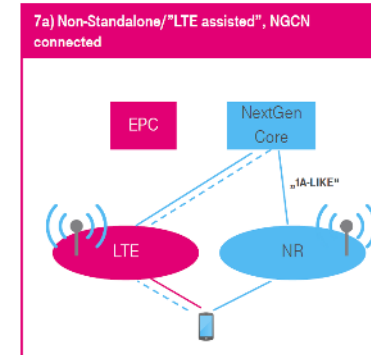 7a) Non-Standalone/"LTE assisted", NGCN
connected
EPC
NextGen
Core
„1A-LIKE“
LTE
NR